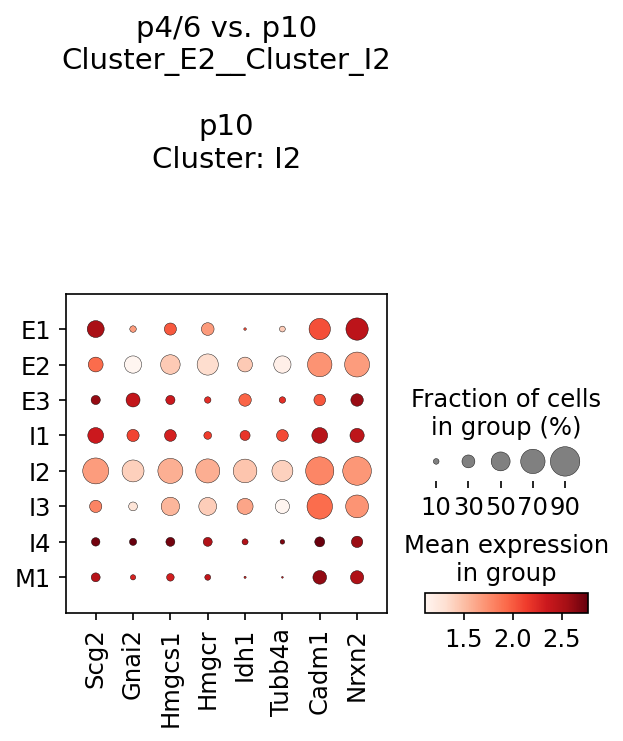 p4/6 vs. p10
Cluster_E2__Cluster_I2
p10
Cluster: I2
E1
E2
E3
I1
I2
I3
I4
M1
Scg2
Gnai2
Hmgcs1
Hmgcr
Idh1
Tubb4a
Cadm1
Nrxn2
Fraction of cells
in group (%)
10 30 50 70 90
Mean expression
in group
1.5 2.0 2.5